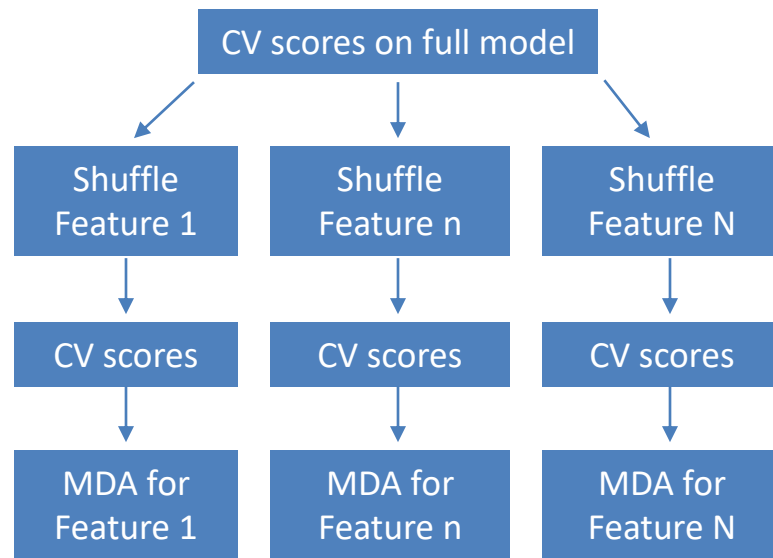 CV scores on full model
Shuffle
Feature 1
Shuffle
Feature n
Shuffle
Feature N
CV scores
CV scores
CV scores
MDA for
Feature 1
MDA for
Feature n
MDA for
Feature N